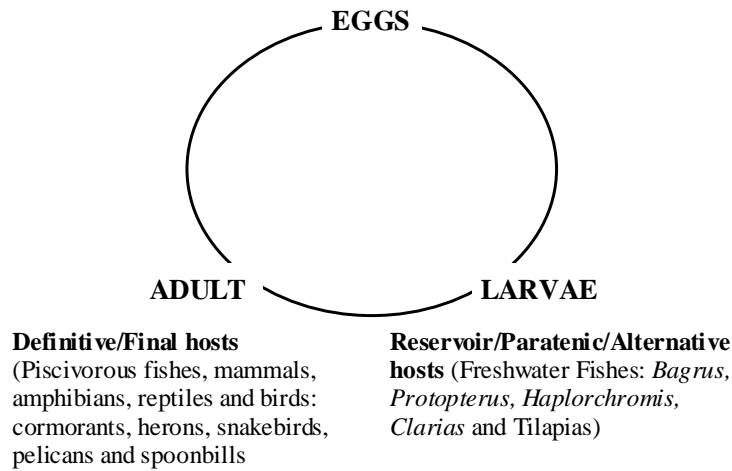 EGGS
ADULT
LARVAE
Definitive/Final hosts
(Piscivorous fishes, mammals,
amphibians, reptiles and birds:
cormorants, herons, snakebirds,
pelicans and spoonbills
Reservoir/Paratenic/Alternative
hosts (Freshwater Fishes: Bagrus,
Protopterus, Haplorchromis,
Clarias and Tilapias)